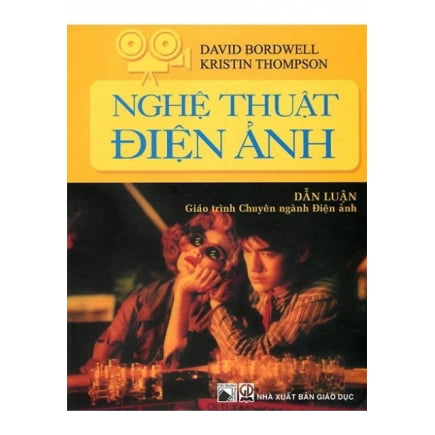 DAVID BORDWELL
KRISTIN THOMPSON
NGHỆ THUẬT
ĐIỆN ẢNH
DẪN LUẬN
Giáo trình Chuyên ngành Điện ảnh
NHÀ XUẤT BẢN GIÁO DỤC